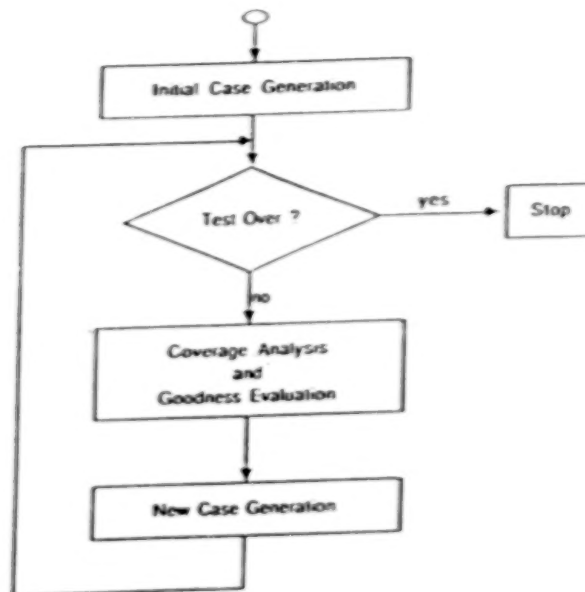 Initial Case Generation
Test Over ?
yes
Stop
no
Coverage Analysis
and
Goodness Evaluation
New Case Generation